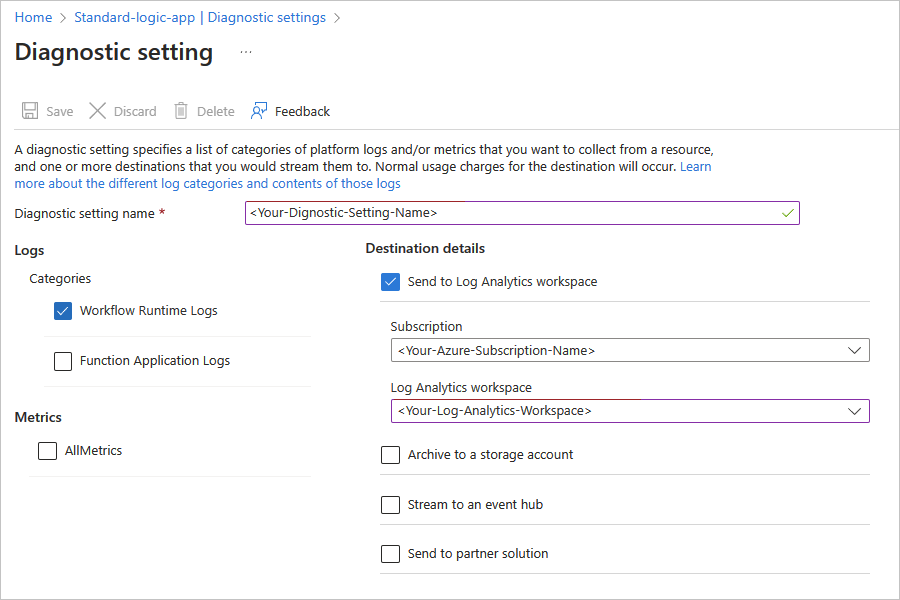 Home > Standard-logic-app | Diagnostic settings >
Diagnostic setting ...
Save Discard Delete Feedback
A diagnostic setting specifies a list of categories of platform logs and/or metrics that you want to collect from a resource,
and one or more destinations that you would stream them to. Normal usage charges for the destination will occur. Learn
more about the different log categories and contents of those logs
Diagnostic setting name *
<Your-Dignostic-Setting-Name>
Logs
Categories
Workflow Runtime Logs
Function Application Logs
Metrics
AllMetrics
Destination details
Send to Log Analytics workspace
Subscription
<Your-Azure-Subscription-Name>
Log Analytics workspace
<Your-Log-Analytics-Workspace>
Archive to a storage account
Stream to an event hub
Send to partner solution